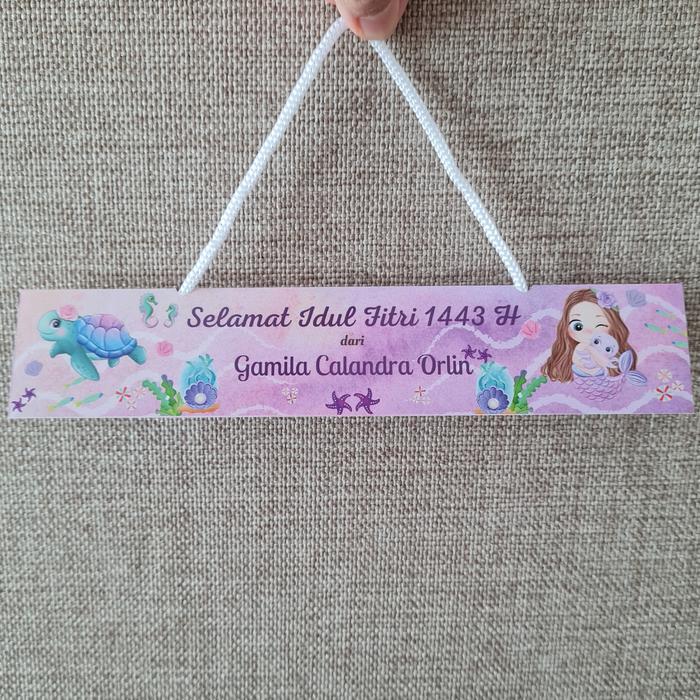 Selamat Idul Fitri 1443 H
dari
Gamila Calandra Orlin